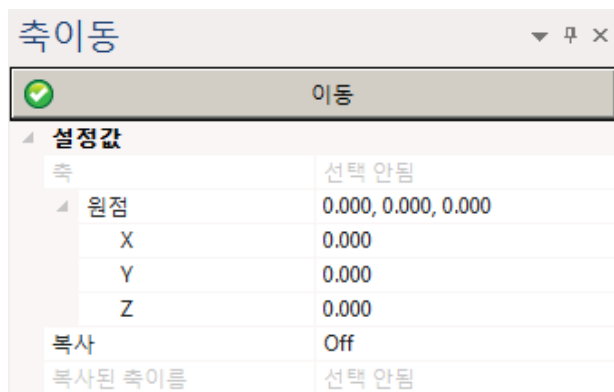 축이동
이동
설정값
축 선택 안됨
원점 0.000, 0.000, 0.000
X 0.000
Y 0.000
Z 0.000
복사 Off
복사된 축이름 선택 안됨